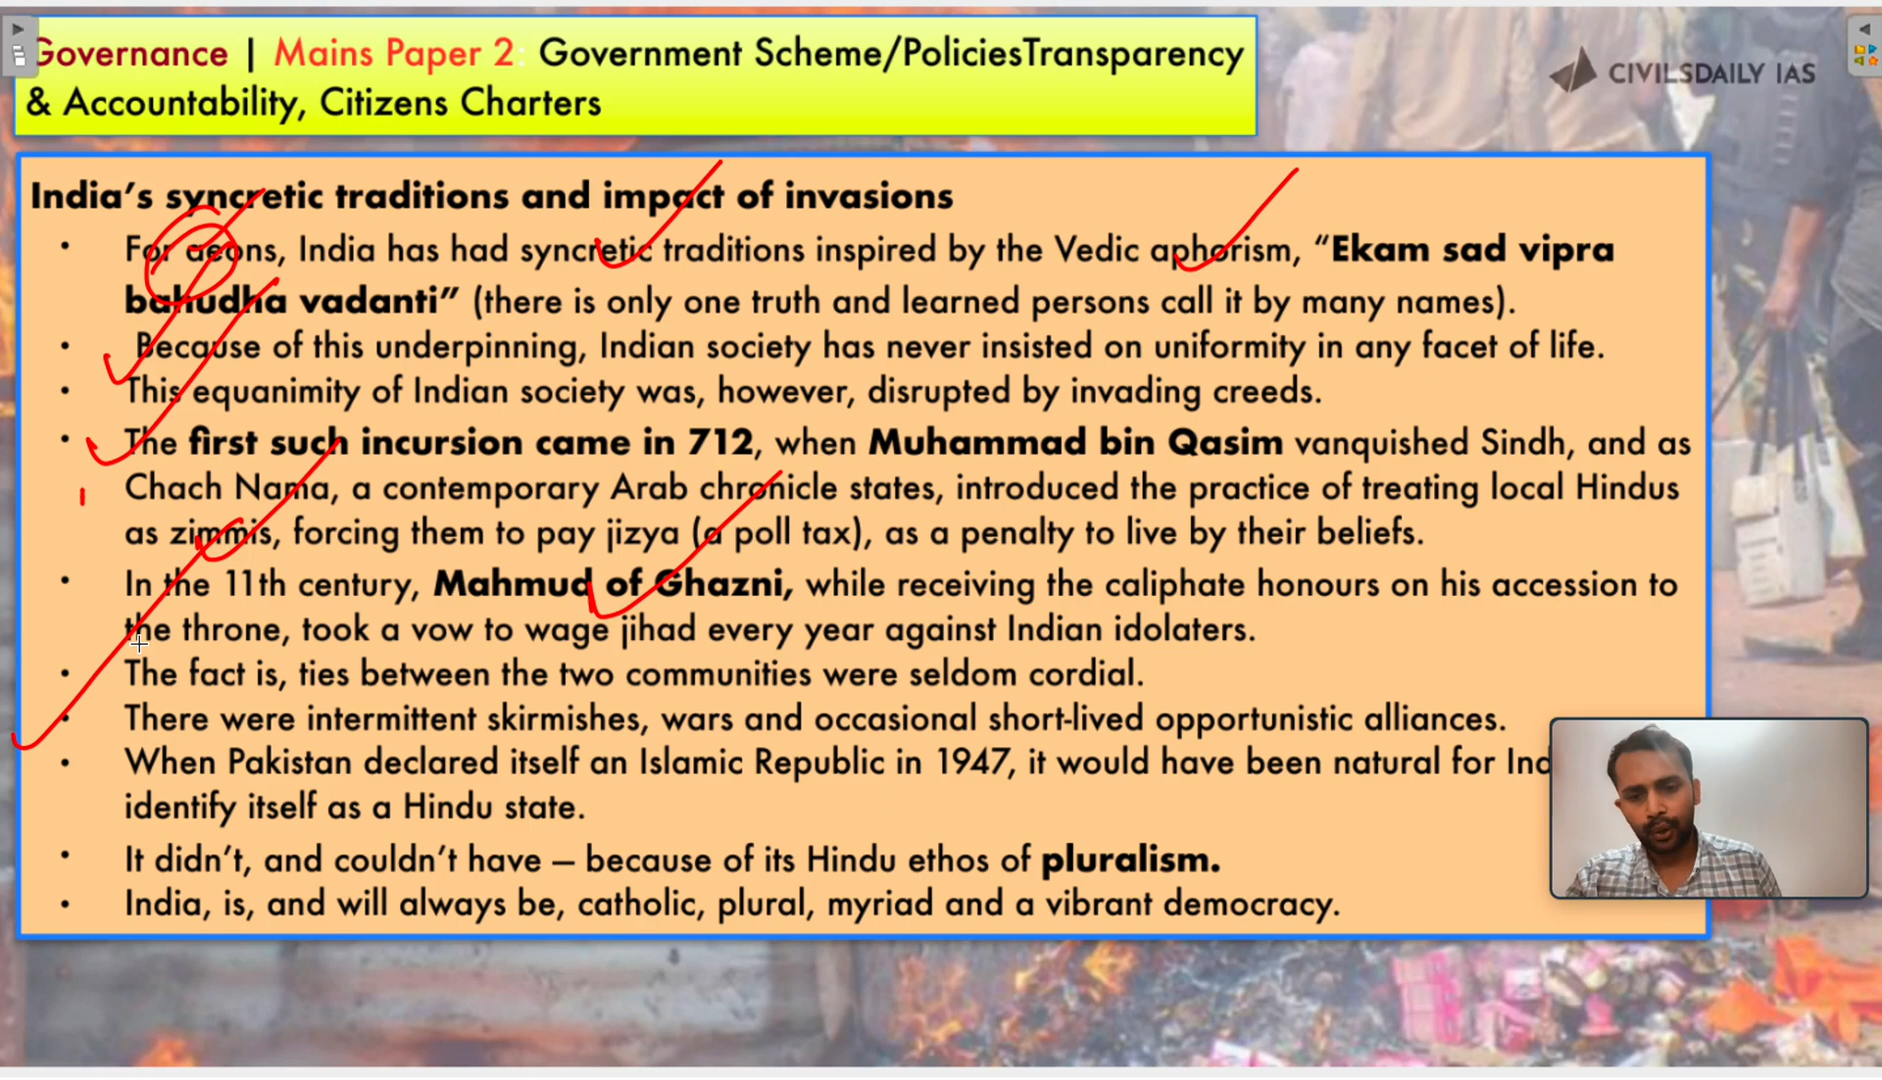 Governance | Mains Paper 2: Government Scheme/PoliciesTransparency
& Accountability, Citizens Charters
CIVILSDAILY IAS
India's syncretic traditions and impact of invasions
• For aeons, India has had syncretic traditions inspired by the Vedic aphorism, "Ekam sad vipra
bahudha vadanti" (there is only one truth and learned persons call it by many names).
• Because of this underpinning, Indian society has never insisted on uniformity in any facet of life.
• This equanimity of Indian society was, however, disrupted by invading creeds.
• The first such incursion came in 712, when Muhammad bin Qasim vanquished Sindh, and as
Chach Nama, a contemporary Arab chronicle states, introduced the practice of treating local Hindus
as zimmis, forcing them to pay jizya (a poll tax), as a penalty to live by their beliefs.
• In the 11th century, Mahmud of Ghazni, while receiving the caliphate honours on his accession to
the throne, took a vow to wage jihad every year against Indian idolaters.
• The fact is, ties between the two communities were seldom cordial.
• There were intermittent skirmishes, wars and occasional short-lived opportunistic alliances.
• When Pakistan declared itself an Islamic Republic in 1947, it would have been natural for
identify itself as a Hindu state.
• It didn't, and couldn't have – because of its Hindu ethos of pluralism.
• India, is, and will always be, catholic, plural, myriad and a vibrant democracy.